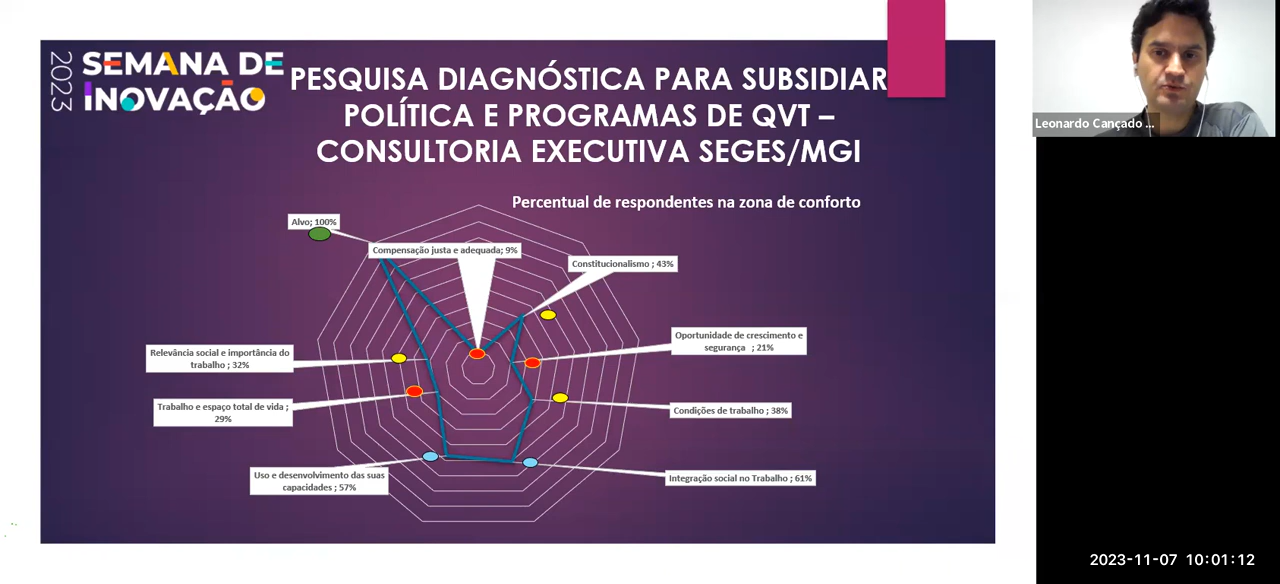 2023
SEMANA DE
INOVAÇÃO
PESQUISA DIAGNÓSTICA PARA SUBSIDIAR
POLÍTICA E PROGRAMAS DE QVT –
CONSULTORIA EXECUTIVA SEGES/MGI
Percentual de respondentes na zona de conforto
Alvo; 100%
Compensação justa e adequada; 9%
Constitucionalismo ; 43%
Oportunidade de crescimento e
segurança ; 21%
Relevância social e importância do
trabalho ; 32%
Trabalho e espaço total de vida ;
29%
Condições de trabalho ; 38%
Uso e desenvolvimento das suas
capacidades ; 57%
Integração social no Trabalho ; 61%
Leonardo Cançado ...
2023-11-07 10:01:12